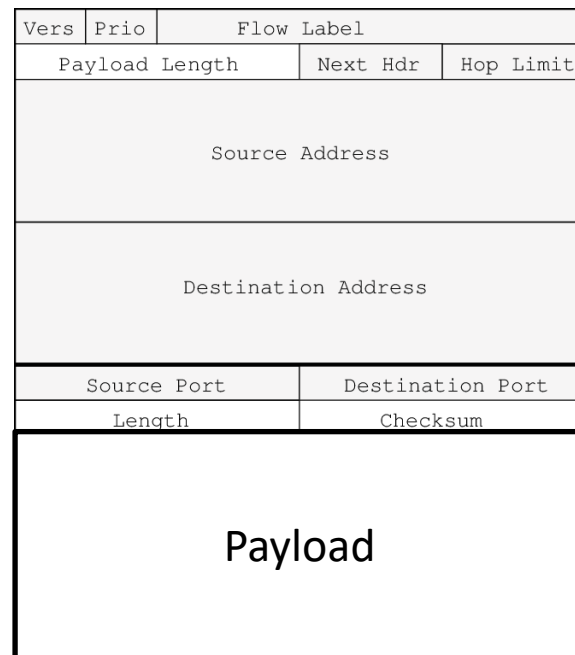 Vers Prio Flow Label
Payload Length Next Hdr Hop Limit
Source Address
Destination Address
Source Port Destination Port
Length Checksum
Payload